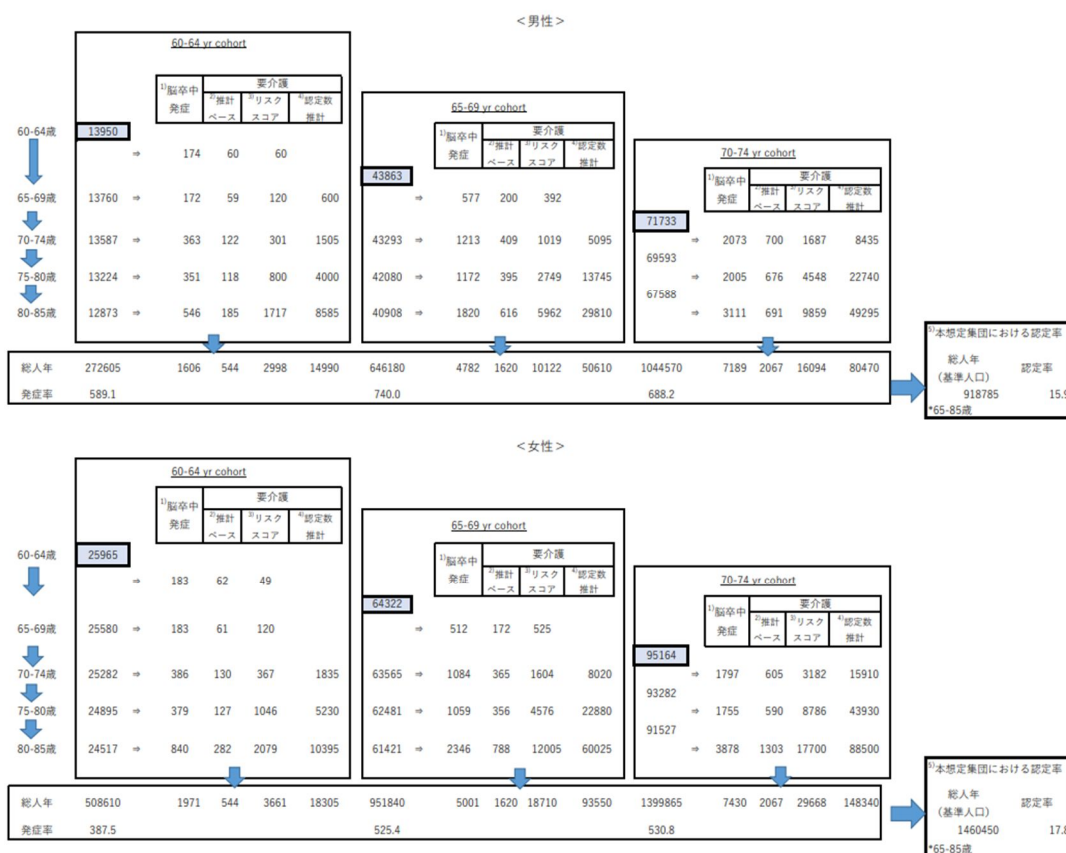 ＜男性＞
60-64 yr cohort
1)脳卒中 発症 要介護
2)推計ベース 3)リスクスコア 4)認定数推計
65-69 yr cohort
1)脳卒中 発症 要介護
2)推計ベース 3)リスクスコア 4)認定数推計
70-74 yr cohort
1)脳卒中 発症 要介護
2)推計ベース 3)リスクスコア 4)認定数推計
60-64歳 13950
⇒ 174 60 60
43863
65-69歳 13760 ⇒ 172 59 120 600 ⇒ 577 200 392
71733
70-74歳 13587 ⇒ 363 122 301 1505 43293 ⇒ 1213 409 1019 5095 ⇒ 2073 700 1687 8435
69593
75-80歳 13224 ⇒ 351 118 800 4000 42080 ⇒ 1172 395 2749 13745 ⇒ 2005 676 4548 22740
67588
80-85歳 12873 ⇒ 546 185 1717 8585 40908 ⇒ 1820 616 5962 29810 ⇒ 3111 691 9859 49295
総人年 272605 1606 544 2998 14990 646180 4782 1620 10122 50610 1044570 7189 2067 16094 80470
発症率 589.1 740.0 688.2
5)本想定集団における認定率
総人年
(基準人口) 認定率
918785 15.9
*65-85歳
＜女性＞
60-64 yr cohort
1)脳卒中 発症 要介護
2)推計ベース 3)リスクスコア 4)認定数推計
65-69 yr cohort
1)脳卒中 発症 要介護
2)推計ベース 3)リスクスコア 4)認定数推計
70-74 yr cohort
1)脳卒中 発症 要介護
2)推計ベース 3)リスクスコア 4)認定数推計
60-64歳 25965
⇒ 183 62 49
64322
65-69歳 25580 ⇒ 183 61 120 ⇒ 512 172 525
95164
70-74歳 25282 ⇒ 386 130 367 1835 63565 ⇒ 1084 365 1604 8020 ⇒ 1797 605 3182 15910
93282
75-80歳 24895 ⇒ 379 127 1046 5230 62481 ⇒ 1059 356 4576 22880 ⇒ 1755 590 8786 43930
91527
80-85歳 24517 ⇒ 840 282 2079 10395 61421 ⇒ 2346 788 12005 60025 ⇒ 3878 1303 17700 88500
総人年 508610 1971 544 3661 18305 951840 5001 1620 18710 93550 1399865 7430 2067 29668 148340
発症率 387.5 525.4 530.8
5)本想定集団における認定率
総人年
(基準人口) 認定率
1460450 17.8
*65-85歳